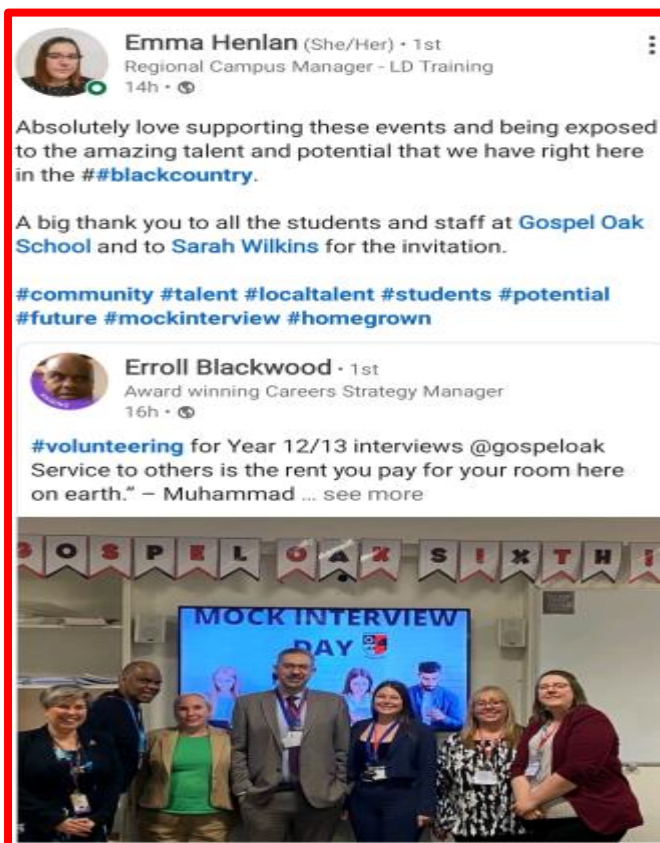 Emma Henlan (She/Her) • 1st
Regional Campus Manager - LD Training
14h •
Absolutely love supporting these events and being exposed
to the amazing talent and potential that we have right here
in the ##blackcountry.
A big thank you to all the students and staff at Gospel Oak
School and to Sarah Wilkins for the invitation.
#community #talent #localtalent #students #potential
#future #mockinterview #homegrown
Erroll Blackwood • 1st
Award winning Careers Strategy Manager
16h •
#volunteering for Year 12/13 interviews @gospeloak
Service to others is the rent you pay for your room here
on earth.” – Muhammad ... see more
GOSPEL OAK SIXTH
MOCK INTERVIEW
DAY